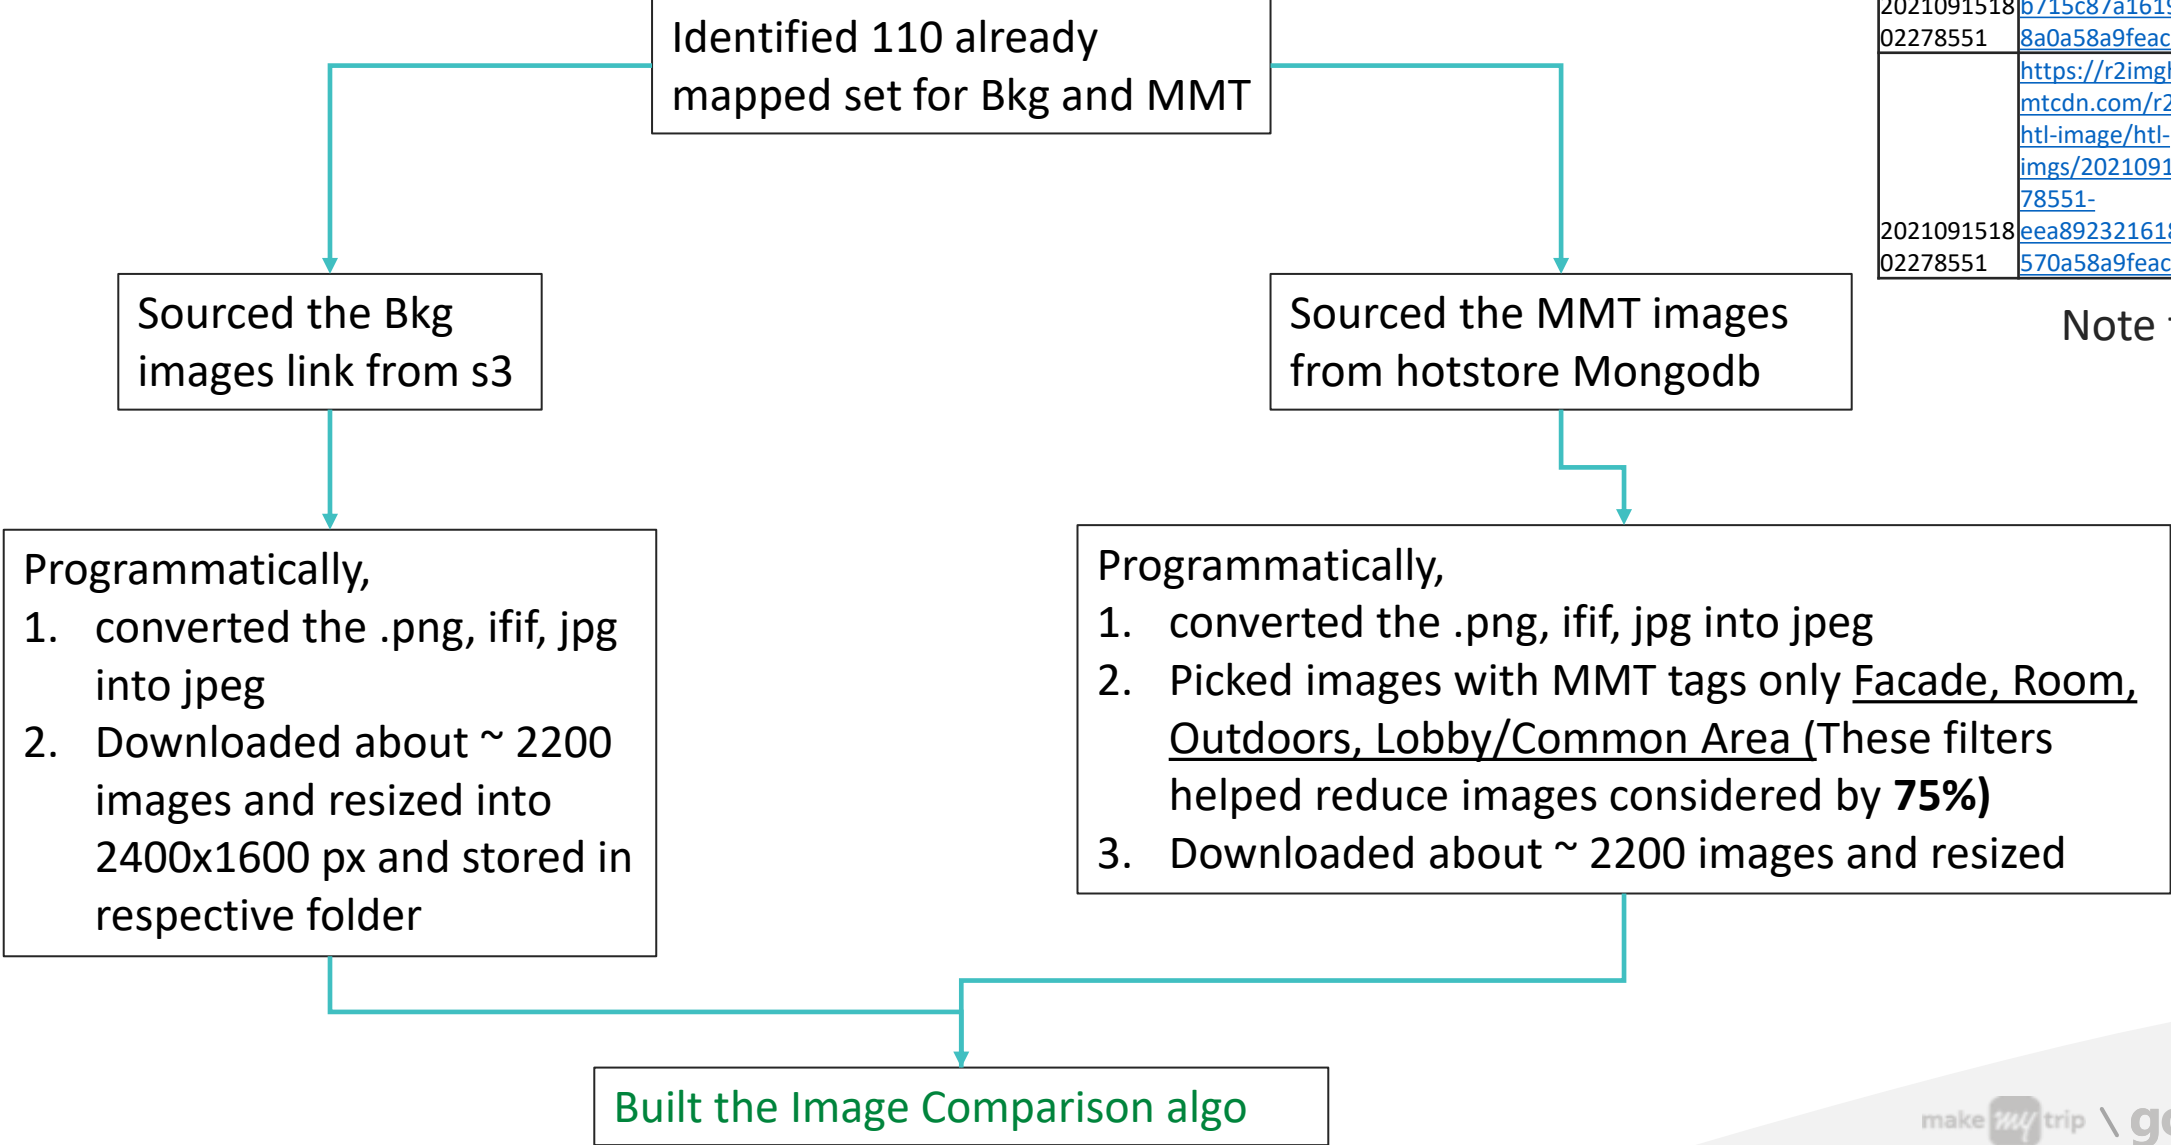 Identified 110 already
mapped set for Bkg and MMT
2021091518
02278551
b715c87a1619
8a0a58a9feac
https://r2imgh
mtcdn.com/r2
htl-image/htl-
imgs/2021091
78551-
eea892321618
570a58a9feac
2021091518
02278551
Note
Sourced the Bkg
images link from s3
Sourced the MMT images
from hotstore Mongodb
Programmatically,
1. converted the .png, ifif, jpg
into jpeg
2. Downloaded about ~ 2200
images and resized into
2400x1600 px and stored in
respective folder
Programmatically,
1. converted the .png, ifif, jpg into jpeg
2. Picked images with MMT tags only Facade, Room,
Outdoors, Lobby/Common Area (These filters
helped reduce images considered by 75%)
3. Downloaded about ~ 2200 images and resized
Built the Image Comparison algo
make my trip \ go